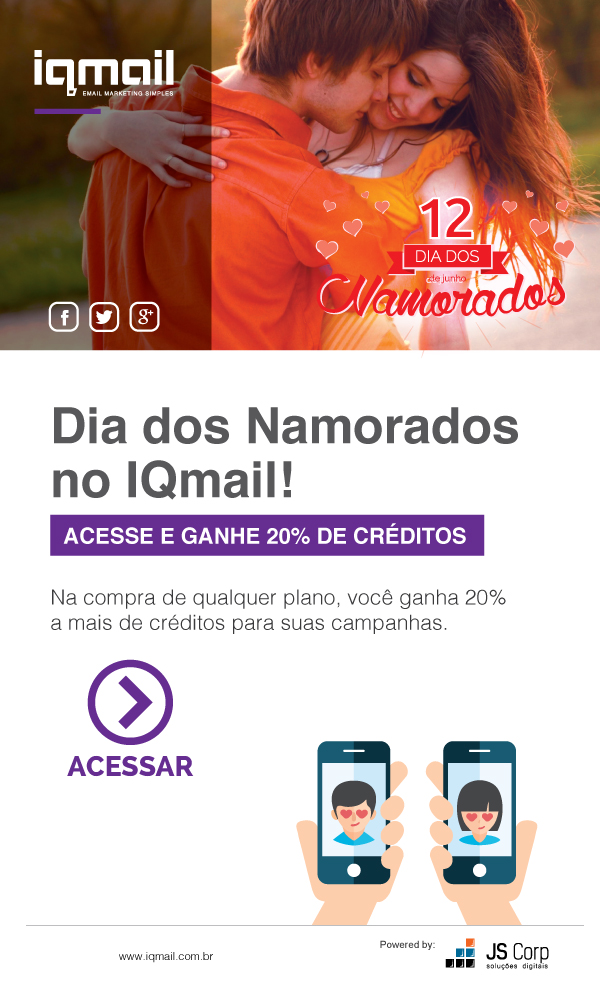 iqmail
EMAIL MARKETING SIMPLES
12
DIA DOS
de junho
Namorados
f
g+
Dia dos Namorados
no IQmail!
ACESSE E GANHE 20% DE CRÉDITOS
Na compra de qualquer plano, você ganha 20%
a mais de créditos para suas campanhas.
ACESSAR
www.iqmail.com.br
Powered by:
JS Corp
soluções digitais